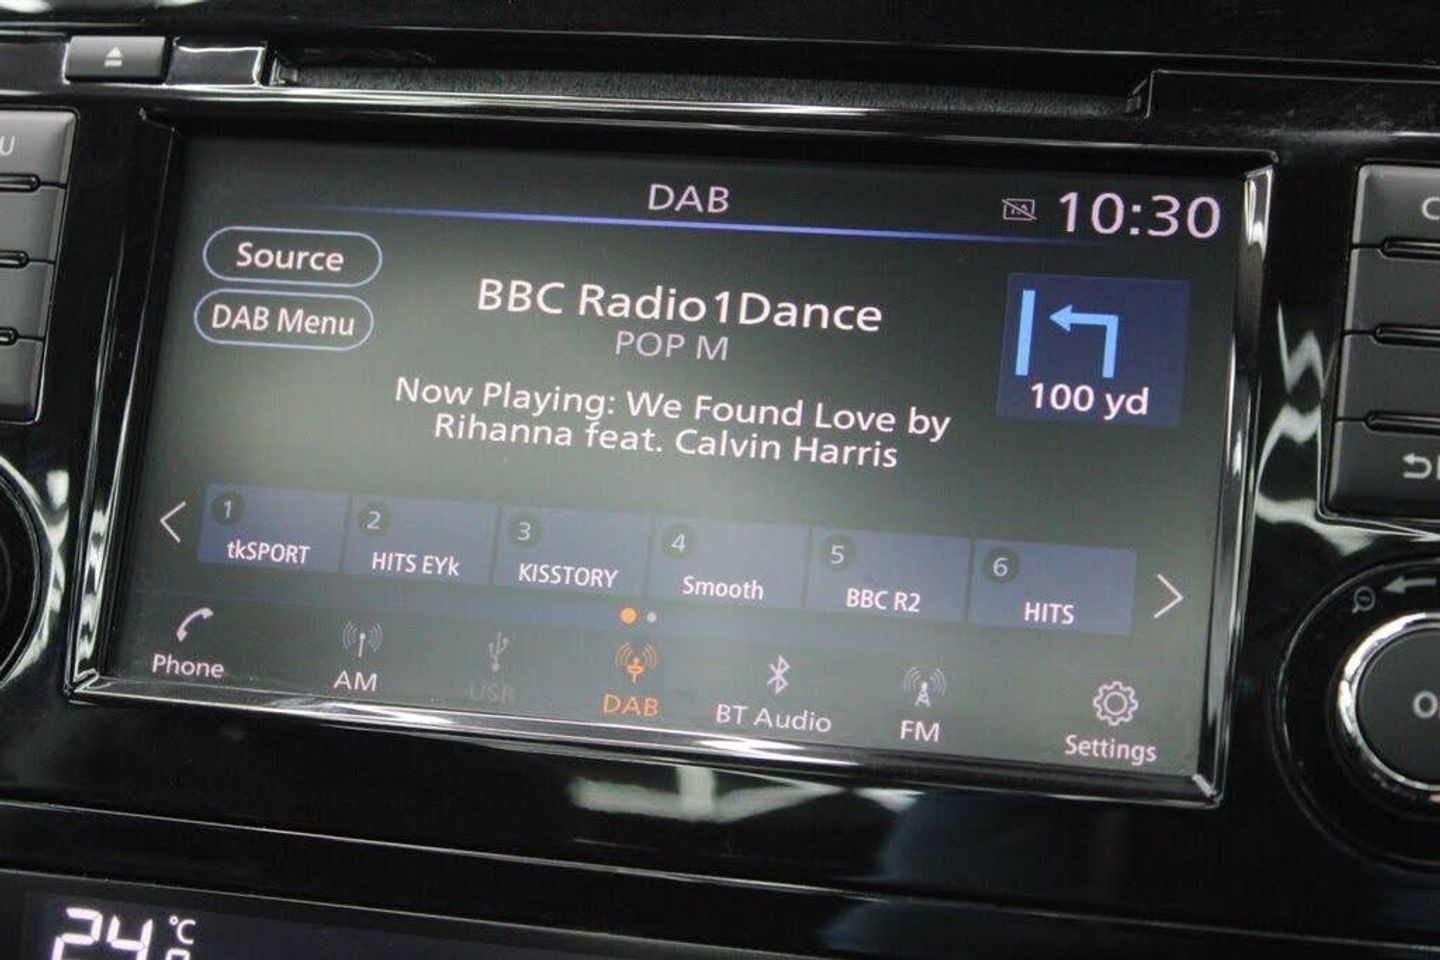 DAB
TA
10:30
Source
DAB Menu
BBC Radio1Dance
POP M
Now Playing: We Found Love by
Rihanna feat. Calvin Harris
100 yd
1
tkSPORT
2
HITS EYk
3
KISSTORY
4
Smooth
5
BBC R2
6
HITS
Phone
AM
USB
DAB
BT Audio
FM
Settings
24°C